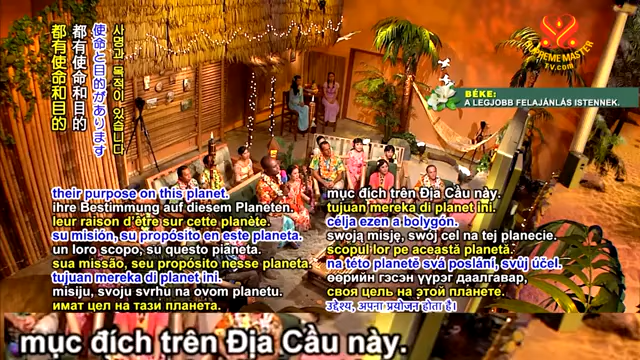 SUPREME MASTER
TV.com
BÉKE:
A LEGJOBB FELAJÁNLÁS ISTENNEK.
사명과 목적이 있습니다
使命と目的があります
都有使命和目的
都有使命和目的
their purpose on this planet.
ihre Bestimmung auf diesem Planeten.
leur raison d'être sur cette planète.
su misión, su propósito en este planeta.
un loro scopo, su questo pianeta.
sua missão, seu propósito nesse planeta.
tujuan mereka di planet ini.
misiju, svoju svrhu na ovom planetu.
имат цел на тази планета.
mục đích trên Địa Cầu này.
tujuan mereka di planet ini.
célja ezen a bolygón.
swoją misję, swój cel na tej planecie.
scopul lor pe această planetă.
na této planetě svá poslání, svůj účel.
өөрийн гэсэн үүрэг даалгавар,
своя цель на этой планете.
उद्देश्य, अपना प्रयोजन होता है।
mục đích trên Địa Cầu này.